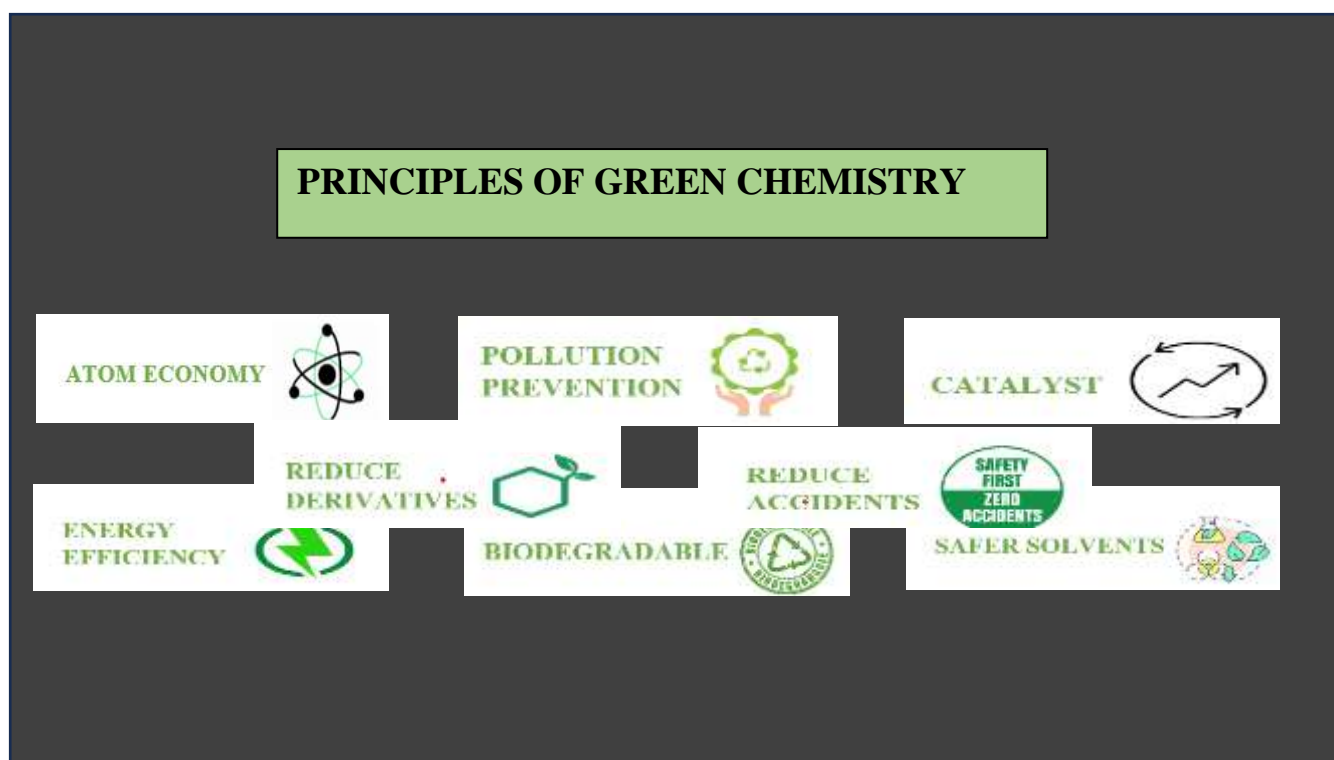 PRINCIPLES OF GREEN CHEMISTRY
ATOM ECONOMY
POLLUTION
PREVENTION
CATALYST
REDUCE
DERIVATIVES
REDUCE
ACCIDENTS
SAFETY
FIRST
ZERO
ACCIDENTS
ENERGY
EFFICIENCY
BIODEGRADABLE
BIODEGRADABLE
SAFER SOLVENTS